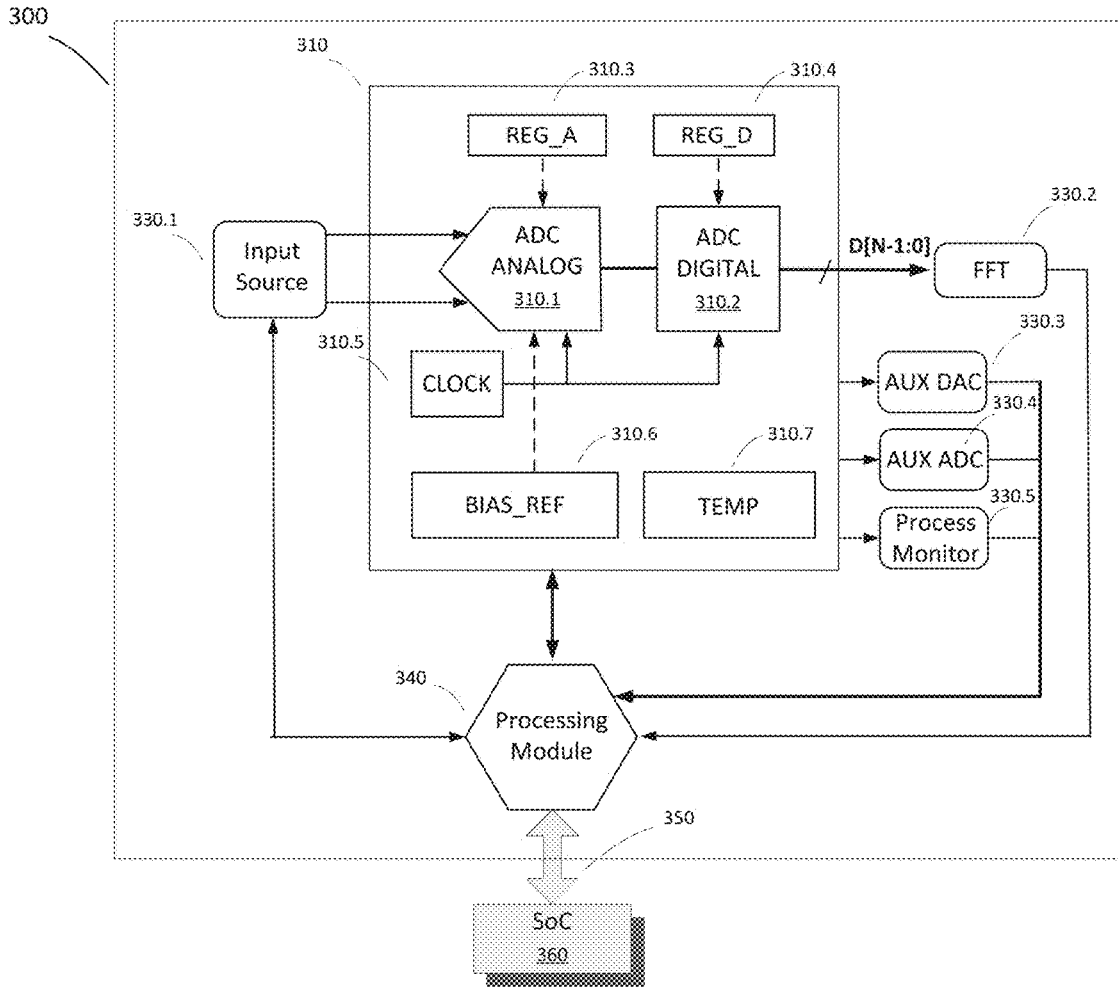 300
310
310.3
310.4
REG_A
REG_D
330.1
Input
Source
ADC
ANALOG
310.1
ADC
DIGITAL
310.2
D[N-1:0]
330.2
FFT
310.5
CLOCK
330.3
AUX DAC
330.4
AUX ADC
310.6
BIAS_REF
310.7
TEMP
330.5
Process
Monitor
340
Processing
Module
350
SoC
360